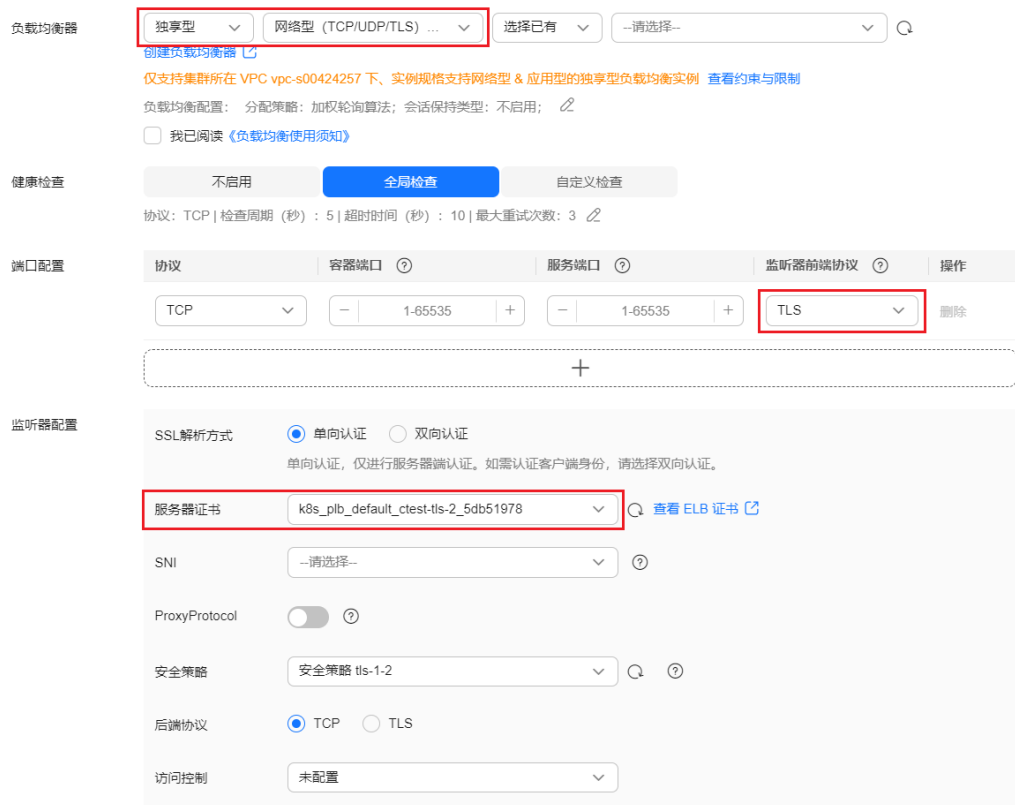 负载均衡器 独享型 网络型 (TCP/UDP/TLS) ... 选择已有 --请选择--
创建负载均衡器
仅支持集群所在 VPC vpc-s00424257 下、实例规格支持网络型 & 应用型的独享型负载均衡实例 查看约束与限制
负载均衡配置： 分配策略：加权轮询算法；会话保持类型：不启用；
我已阅读《负载均衡使用须知》
健康检查 不启用 全局检查 自定义检查
协议：TCP | 检查周期（秒）：5 | 超时时间（秒）：10 | 最大重试次数：3
端口配置 协议 容器端口 ? 服务端口 ? 监听器前端协议 ? 操作
TCP − 1-65535 + − 1-65535 + TLS 删除
+
监听器配置
SSL解析方式 单向认证 双向认证
单向认证，仅进行服务器端认证。如需认证客户端身份，请选择双向认证。
服务器证书 k8s_plb_default_ctest-tls-2_5db51978 查看 ELB 证书
SNI --请选择-- ?
ProxyProtocol ?
安全策略 安全策略 tls-1-2 ?
后端协议 TCP TLS
访问控制 未配置